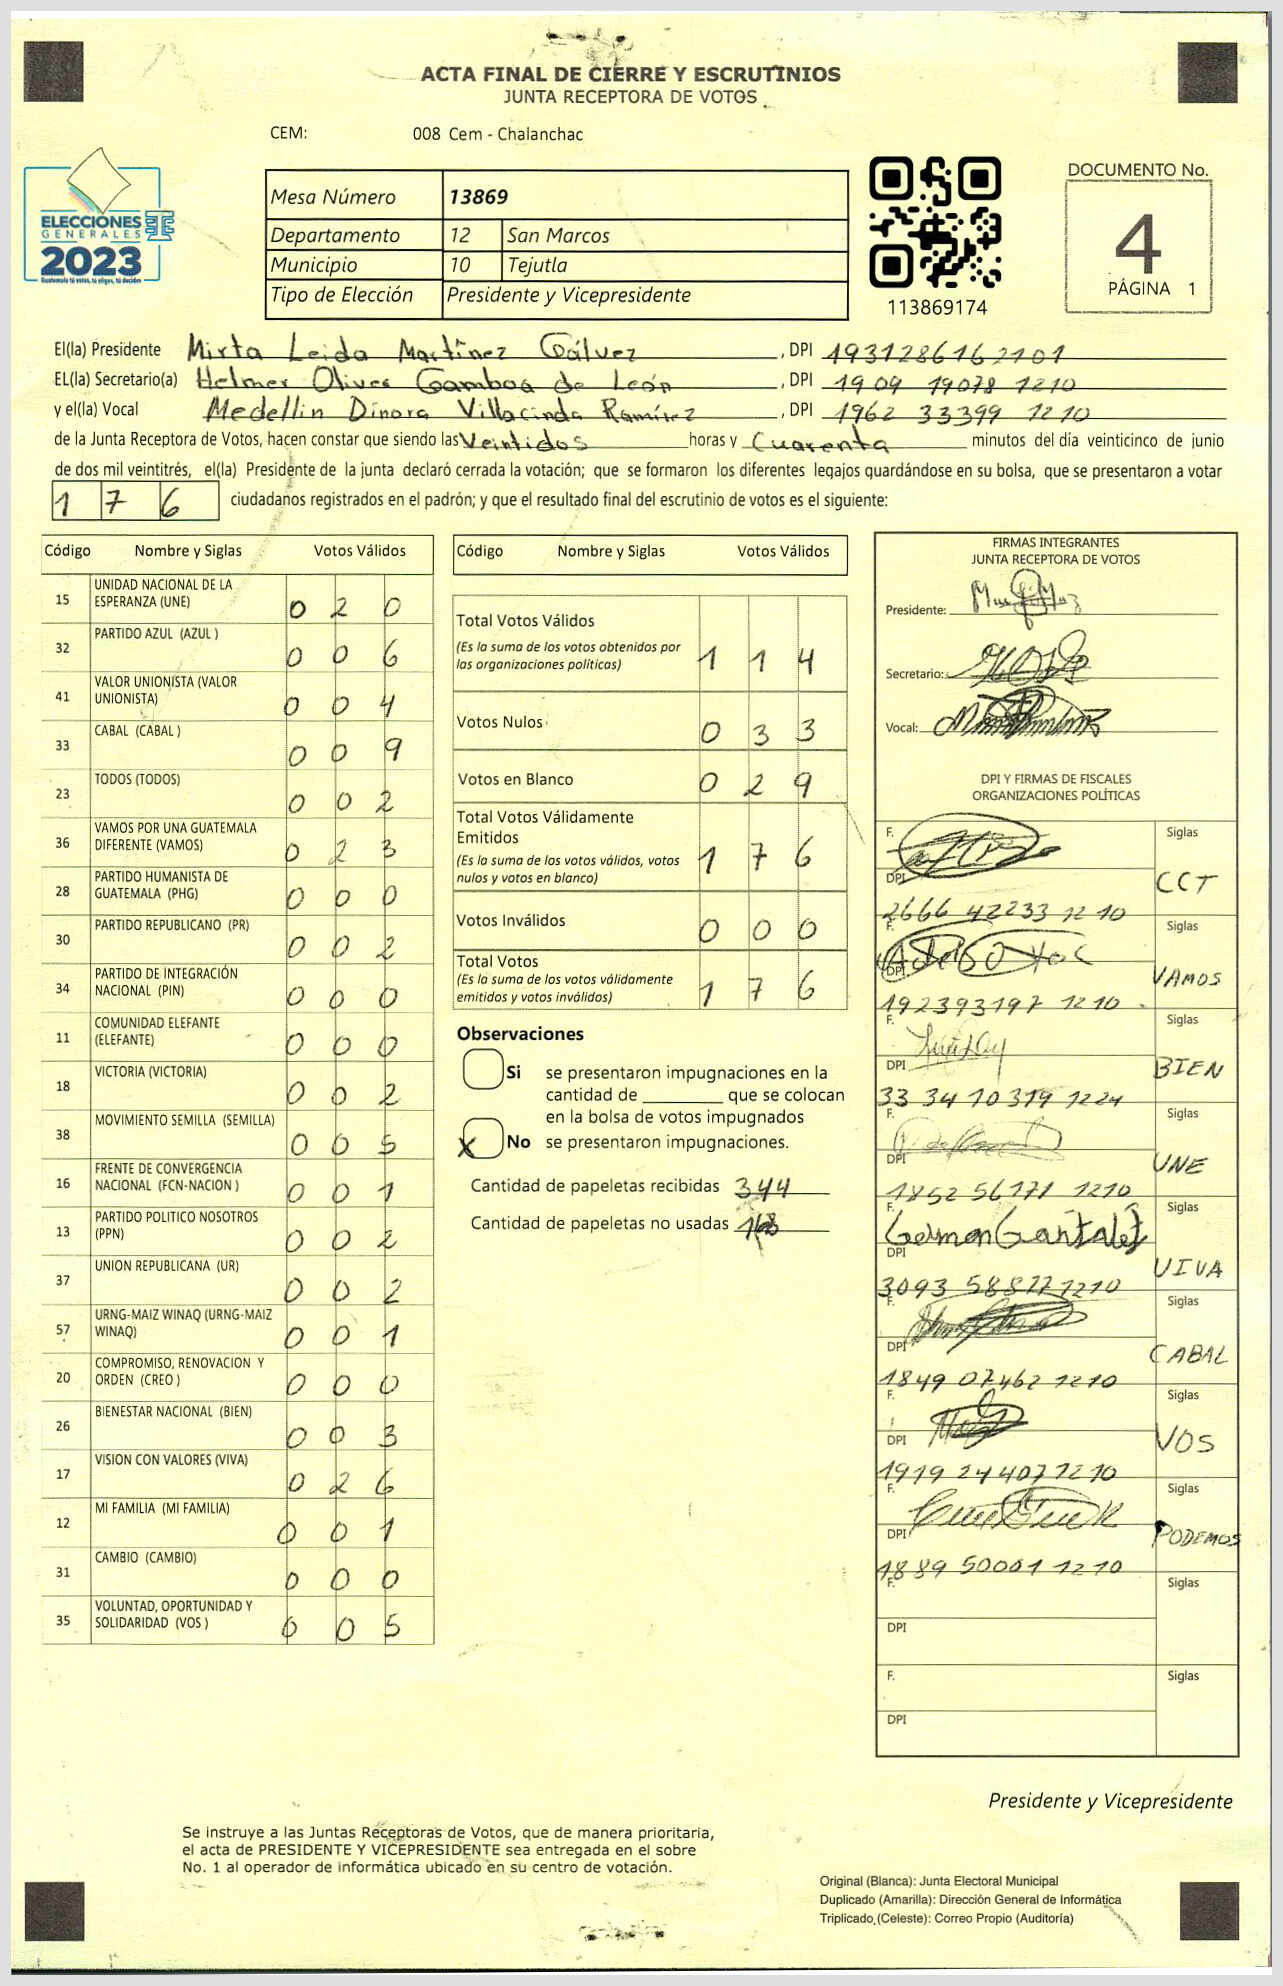 ACTA FINAL DE CIERRE Y ESCRUTINIOS
JUNTA RECEPTORA DE VOTOS
CEM: 008 Cem - Chalanchac
ELECCIONES
GENERALES
2023
Guatemala tú votas, tú eliges, tú decides
Mesa Número 13869
Departamento 12 San Marcos
Municipio 10 Tejutla
Tipo de Elección Presidente y Vicepresidente
113869174
DOCUMENTO No.
4
PÁGINA 1
El(la) Presidente Mirta Leida Martínez Gálvez, DPI 1931286162101
EL(la) Secretario(a) Helmer Oliver Gamboa de León, DPI 1909 19078 1210
y el(la) Vocal Medellin Dinora Villacinda Ramírez, DPI 1962 33399 1210
de la Junta Receptora de Votos, hacen constar que siendo las Veintidos horas y Cuarenta minutos del día veinticinco de junio
de dos mil veintitrés, el(la) Presidente de la junta declaró cerrada la votación; que se formaron los diferentes legajos guardándose en su bolsa, que se presentaron a votar
1 7 6 ciudadanos registrados en el padrón; y que el resultado final del escrutinio de votos es el siguiente:
Código Nombre y Siglas Votos Válidos
15 UNIDAD NACIONAL DE LA
ESPERANZA (UNE) 0 2 0
32 PARTIDO AZUL (AZUL ) 0 0 6
41 VALOR UNIONISTA (VALOR
UNIONISTA) 0 0 4
33 CABAL (CABAL ) 0 0 9
23 TODOS (TODOS) 0 0 2
36 VAMOS POR UNA GUATEMALA
DIFERENTE (VAMOS) 0 2 3
28 PARTIDO HUMANISTA DE
GUATEMALA (PHG) 0 0 0
30 PARTIDO REPUBLICANO (PR) 0 0 2
34 PARTIDO DE INTEGRACIÓN
NACIONAL (PIN) 0 0 0
11 COMUNIDAD ELEFANTE
(ELEFANTE) 0 0 0
18 VICTORIA (VICTORIA) 0 0 2
38 MOVIMIENTO SEMILLA (SEMILLA) 0 0 5
16 FRENTE DE CONVERGENCIA
NACIONAL (FCN-NACION ) 0 0 1
13 PARTIDO POLITICO NOSOTROS
(PPN) 0 0 2
37 UNION REPUBLICANA (UR) 0 0 2
57 URNG-MAIZ WINAQ (URNG-MAIZ
WINAQ) 0 0 1
20 COMPROMISO, RENOVACION Y
ORDEN (CREO ) 0 0 0
26 BIENESTAR NACIONAL (BIEN) 0 0 3
17 VISION CON VALORES (VIVA) 0 2 6
12 MI FAMILIA (MI FAMILIA) 0 0 1
31 CAMBIO (CAMBIO) 0 0 0
35 VOLUNTAD, OPORTUNIDAD Y
SOLIDARIDAD (VOS ) 0 0 5
Código Nombre y Siglas Votos Válidos
Total Votos Válidos
(Es la suma de los votos obtenidos por
las organizaciones políticas) 1 1 4
Votos Nulos 0 3 3
Votos en Blanco 0 2 9
Total Votos Válidamente
Emitidos
(Es la suma de los votos válidos, votos
nulos y votos en blanco) 1 7 6
Votos Inválidos 0 0 0
Total Votos
(Es la suma de los votos válidamente
emitidos y votos inválidos) 1 7 6
Observaciones
Si se presentaron impugnaciones en la
cantidad de ________ que se colocan
en la bolsa de votos impugnados
X No se presentaron impugnaciones.
Cantidad de papeletas recibidas 344
Cantidad de papeletas no usadas 168
FIRMAS INTEGRANTES
JUNTA RECEPTORA DE VOTOS
Presidente:
Secretario:
Vocal:
DPI Y FIRMAS DE FISCALES
ORGANIZACIONES POLÍTICAS
F. Siglas
DPI CCT
2666 42233 1210
F. Siglas
DPI VAMOS
192393197 1210
F. Siglas
DPI BIEN
33 34 10319 1224
F. Siglas
DPI UNE
1852 56171 1210
F. Siglas
DPI VIVA
3093 58877 1210
F. Siglas
DPI CABAL
1849 07462 1210
F. Siglas
DPI VOS
1919 24407 1210
F. Siglas
DPI PODEMOS
1889 50001 1210
F. Siglas
DPI
F. Siglas
DPI
Presidente y Vicepresidente
Se instruye a las Juntas Receptoras de Votos, que de manera prioritaria,
el acta de PRESIDENTE Y VICEPRESIDENTE sea entregada en el sobre
No. 1 al operador de informática ubicado en su centro de votación.
Original (Blanca): Junta Electoral Municipal
Duplicado (Amarilla): Dirección General de Informática
Triplicado (Celeste): Correo Propio (Auditoría)